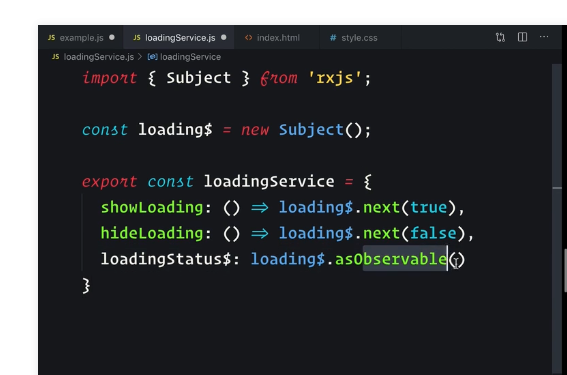 JS example.js ●
JS loadingService.js ●
<> index.html
# style.css
...
JS loadingService.js > [e] loadingService
import { Subject } from 'rxjs';
const loading$ = new Subject();
export const loadingService = {
showLoading: () => loading$.next(true),
hideLoading: () => loading$.next(false),
loadingStatus$: loading$.asObservable()
}